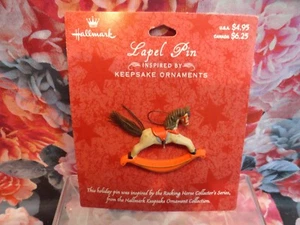 Hallmark
U.S.A. $4.95
CANADA $6.25
Lapel Pin
INSPIRED BY
KEEPSAKE ORNAMENTS
This holiday pin was inspired by the Rocking Horse Collector's Series,
from the Hallmark Keepsake Ornament Collection.